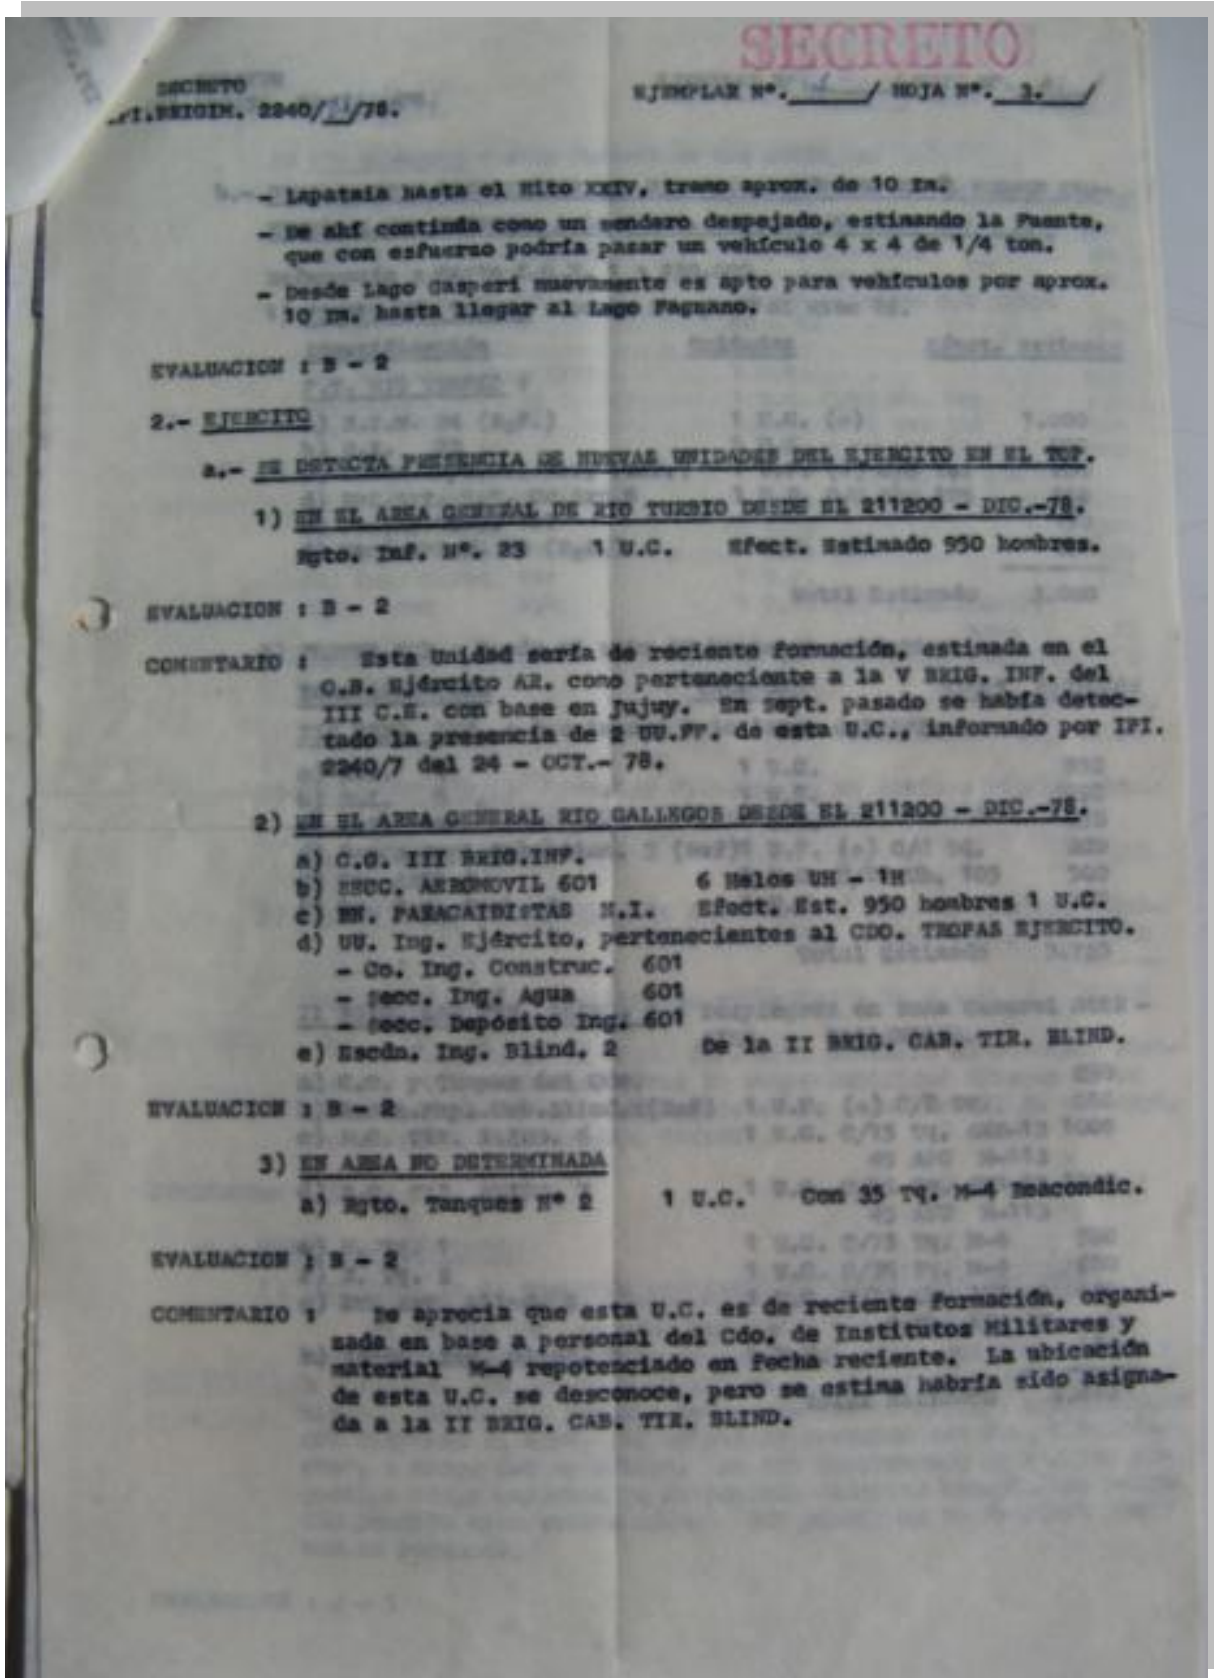 SECRETO
SECRETO
EJEMPLAR Nº. / HOJA Nº. 3. /
2240/ /78.
- Lapataia hasta el Hito XXIV, tramo aprox. de 10 Km.
- De ahí continúa como un sendero despejado, estimando la Fuente,
que con esfuerzo podría pasar un vehículo 4 x 4 de 1/4 ton.
- Desde Lago Gasperi nuevamente es apto para vehículos por aprox.
10 Km. hasta llegar al Lago Fagnano.
EVALUACION : B - 2
2.- EJERCITO
a.- SE DETECTA PRESENCIA DE NUEVAS UNIDADES DEL EJERCITO EN EL TOP.
1) EN EL AREA GENERAL DE RIO TURBIO DESDE EL 211200 - DIC.-78.
Rgto. Inf. Nº. 23 1 U.C. Efect. Estimado 950 hombres.
EVALUACION : B - 2
COMENTARIO : Esta Unidad sería de reciente formación, estimada en el
O.B. Ejército AR. como perteneciente a la V BRIG. INF. del
III C.E. con base en Jujuy. En sept. pasado se había detec-
tado la presencia de 2 UU.FF. de esta U.C., informado por IPI.
2240/7 del 24 - OCT.- 78.
2) EN EL AREA GENERAL RIO GALLEGOS DESDE EL 211200 - DIC.-78.
a) C.G. III BRIG.INF.
b) ESCC. AEROMOVIL 601 6 Helos UH - 1H
c) BN. PARACAIDISTAS N.I. Efect. Est. 950 hombres 1 U.C.
d) UU. Ing. Ejército, pertenecientes al CDO. TROPAS EJERCITO.
- Co. Ing. Construc. 601
- Secc. Ing. Agua 601
- Secc. Depósito Ing. 601
e) Escdn. Ing. Blind. 2 De la II BRIG. CAB. TIR. BLIND.
EVALUACION : B - 2
3) EN AREA NO DETERMINADA
a) Rgto. Tanques Nº 2 1 U.C. Con 35 TQ. M-4 Reacondic.
EVALUACION : B - 2
COMENTARIO : Se aprecia que esta U.C. es de reciente formación, organi-
zada en base a personal del Cdo. de Institutos Militares y
material M-4 repotenciado en fecha reciente. La ubicación
de esta U.C. se desconoce, pero se estima habría sido asigna-
da a la II BRIG. CAB. TIR. BLIND.